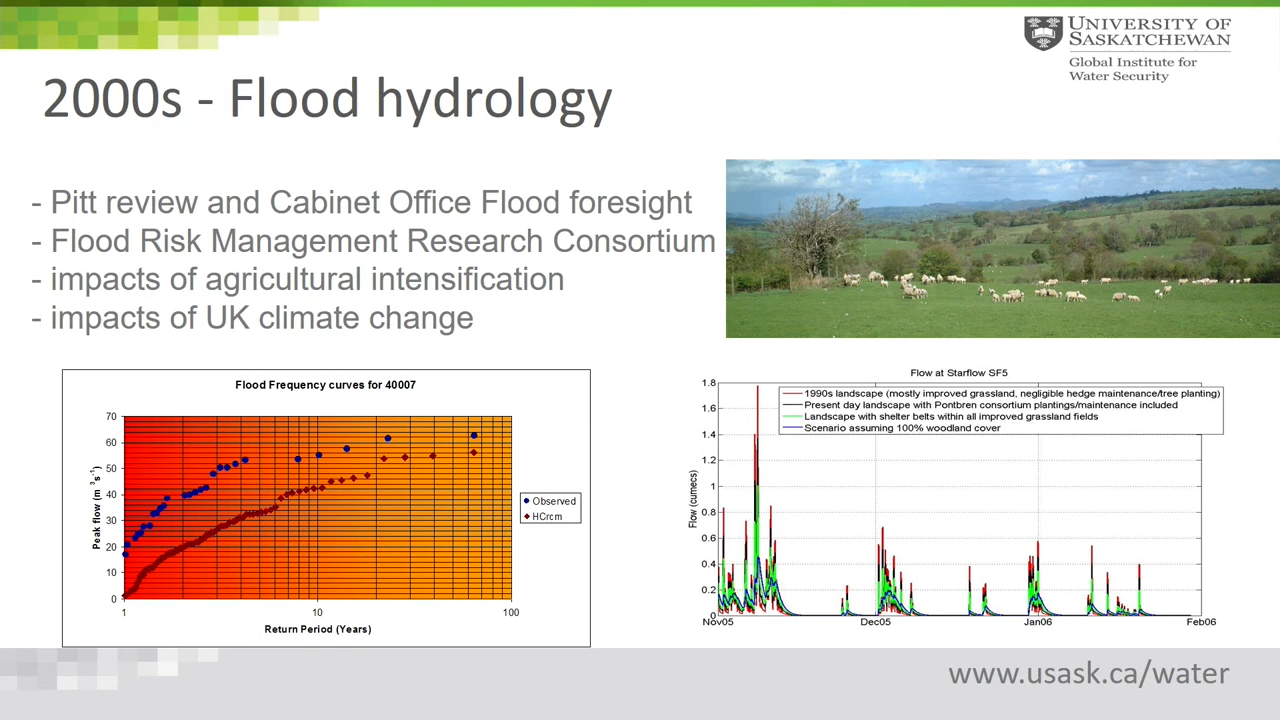 UNIVERSITY OF
SASKATCHEWAN
Global Institute for
Water Security
2000s - Flood hydrology
- Pitt review and Cabinet Office Flood foresight
- Flood Risk Management Research Consortium
- impacts of agricultural intensification
- impacts of UK climate change
Flood Frequency curves for 40007
70
60
50
40
30
20
10
0
Peak flow (m³s⁻¹)
1
10
100
Return Period (Years)
Observed
HCrcm
Flow at Starflow SF5
1.8
1.6
1.4
1.2
1
0.8
0.6
0.4
0.2
0
Flow (cumecs)
1990s landscape (mostly improved grassland, negligible hedge maintenance/tree planting)
Present day landscape with Pontbren consortium plantings/maintenance included
Landscape with shelter belts within all improved grassland fields
Scenario assuming 100% woodland cover
Nov05
Dec05
Jan06
Feb06
www.usask.ca/water